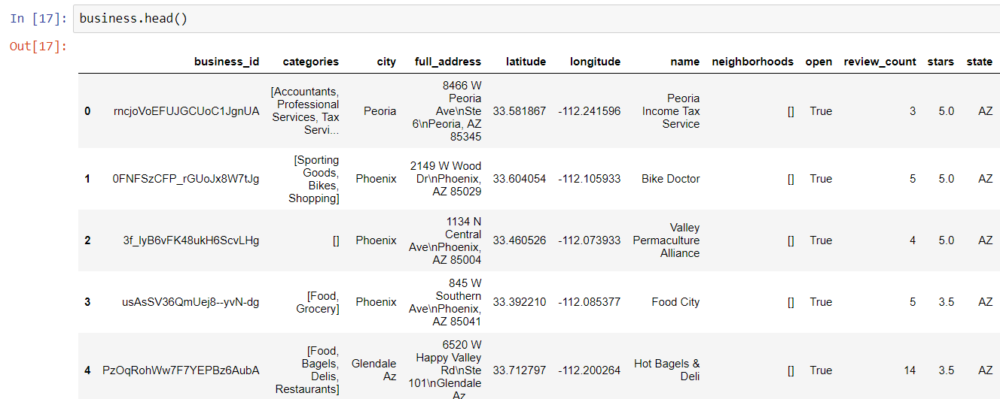 In [17]: business.head()
Out[17]:
business_id categories city full_address latitude longitude name neighborhoods open review_count stars state
0 rncjoVoEFUJGCUoC1JgnUA [Accountants, Professional Services, Tax Servi... Peoria 8466 W Peoria Ave\nSte 6\nPeoria, AZ 85345 33.581867 -112.241596 Peoria Income Tax Service [] True 3 5.0 AZ
1 0FNFSzCFP_rGUoJx8W7tJg [Sporting Goods, Bikes, Shopping] Phoenix 2149 W Wood Dr\nPhoenix, AZ 85029 33.604054 -112.105933 Bike Doctor [] True 5 5.0 AZ
2 3f_lyB6vFK48ukH6ScvLHg [] Phoenix 1134 N Central Ave\nPhoenix, AZ 85004 33.460526 -112.073933 Valley Permaculture Alliance [] True 4 5.0 AZ
3 usAsSV36QmUej8--yvN-dg [Food, Grocery] Phoenix 845 W Southern Ave\nPhoenix, AZ 85041 33.392210 -112.085377 Food City [] True 5 3.5 AZ
4 PzOqRohWw7F7YEPBz6AubA [Food, Bagels, Delis, Restaurants] Glendale Az 6520 W Happy Valley Rd\nSte 101\nGlendale Az 33.712797 -112.200264 Hot Bagels & Deli [] True 14 3.5 AZ